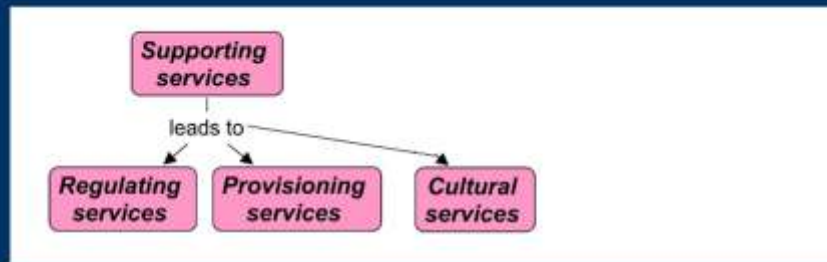 Supporting
services
leads to
Regulating
services
Provisioning
services
Cultural
services